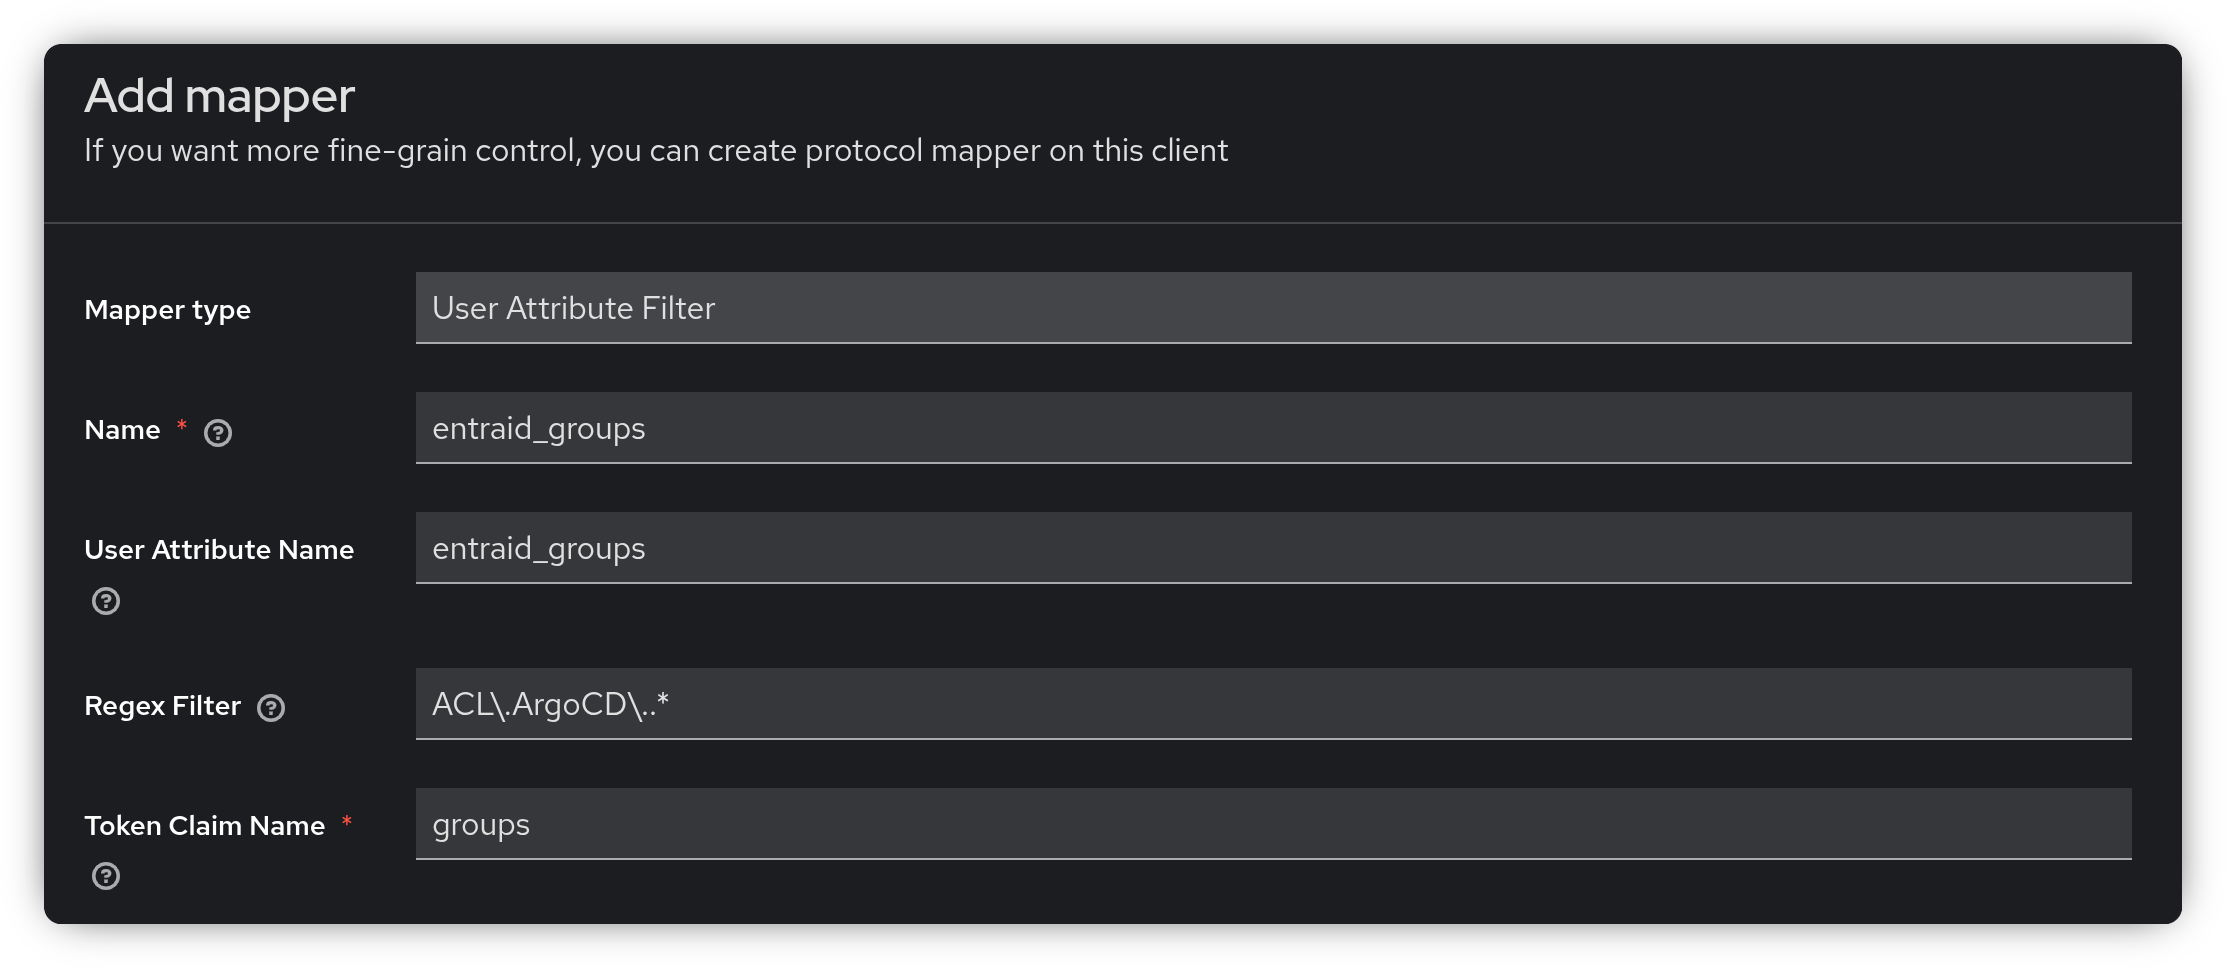 Add mapper
If you want more fine-grain control, you can create protocol mapper on this client
Mapper type
User Attribute Filter
Name *
entraid_groups
User Attribute Name
entraid_groups
Regex Filter
ACL\.ArgoCD\..*
Token Claim Name *
groups